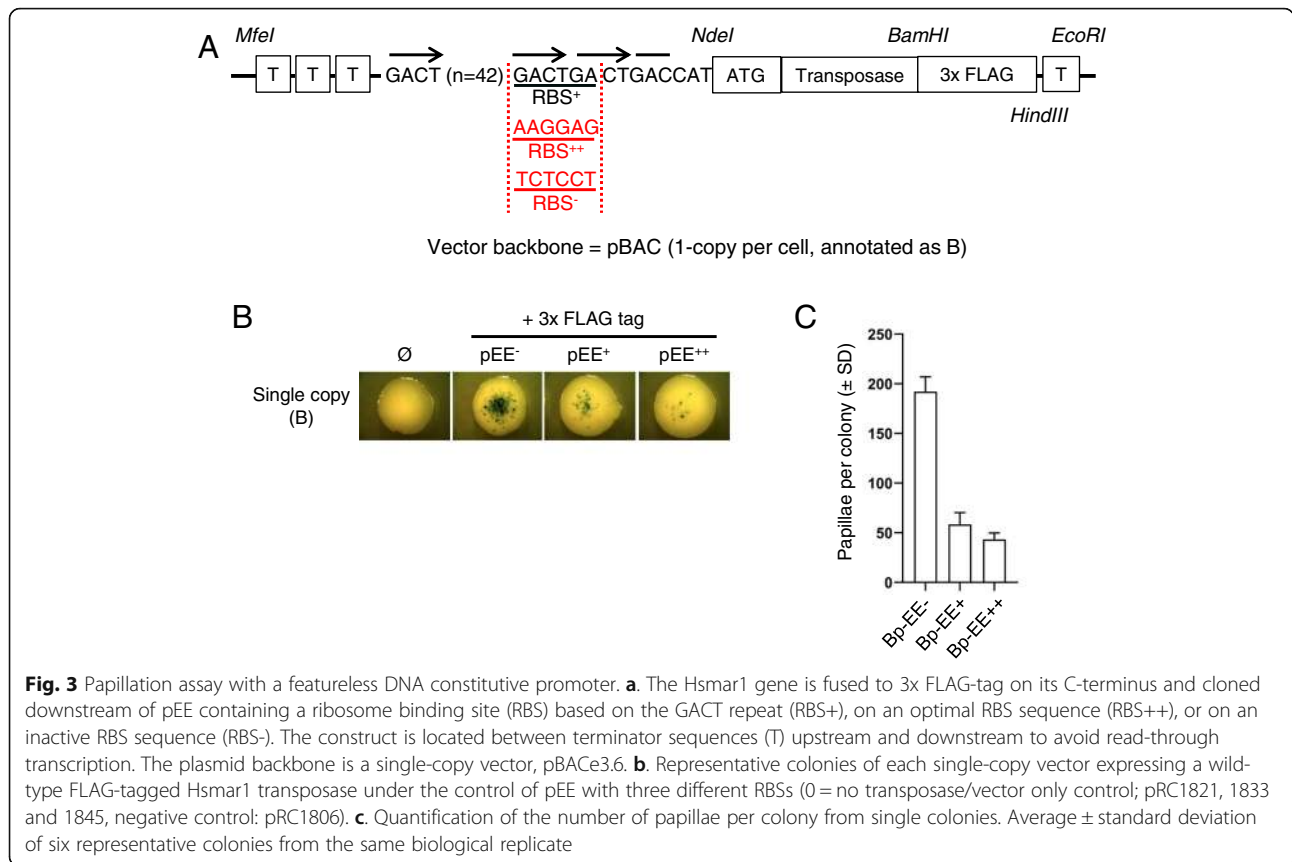 A
MfeI
NdeI
BamHI
EcoRI
T T T GACT (n=42) GACTGACTGACCAT ATG Transposase 3x FLAG T
RBS+
HindIII
AAGGAG
RBS++
TCTCCT
RBS-
Vector backbone = pBAC (1-copy per cell, annotated as B)
B
+ 3x FLAG tag
Ø pEE- pEE+ pEE++
Single copy
(B)
C
Papillae per colony (± SD)
250
200
150
100
50
0
Bp-EE-
Bp-EE+
Bp-EE++
Fig. 3 Papillation assay with a featureless DNA constitutive promoter. a. The Hsmar1 gene is fused to 3x FLAG-tag on its C-terminus and cloned
downstream of pEE containing a ribosome binding site (RBS) based on the GACT repeat (RBS+), on an optimal RBS sequence (RBS++), or on an
inactive RBS sequence (RBS-). The construct is located between terminator sequences (T) upstream and downstream to avoid read-through
transcription. The plasmid backbone is a single-copy vector, pBACe3.6. b. Representative colonies of each single-copy vector expressing a wild-
type FLAG-tagged Hsmar1 transposase under the control of pEE with three different RBSs (0 = no transposase/vector only control; pRC1821, 1833
and 1845, negative control: pRC1806). c. Quantification of the number of papillae per colony from single colonies. Average ± standard deviation
of six representative colonies from the same biological replicate